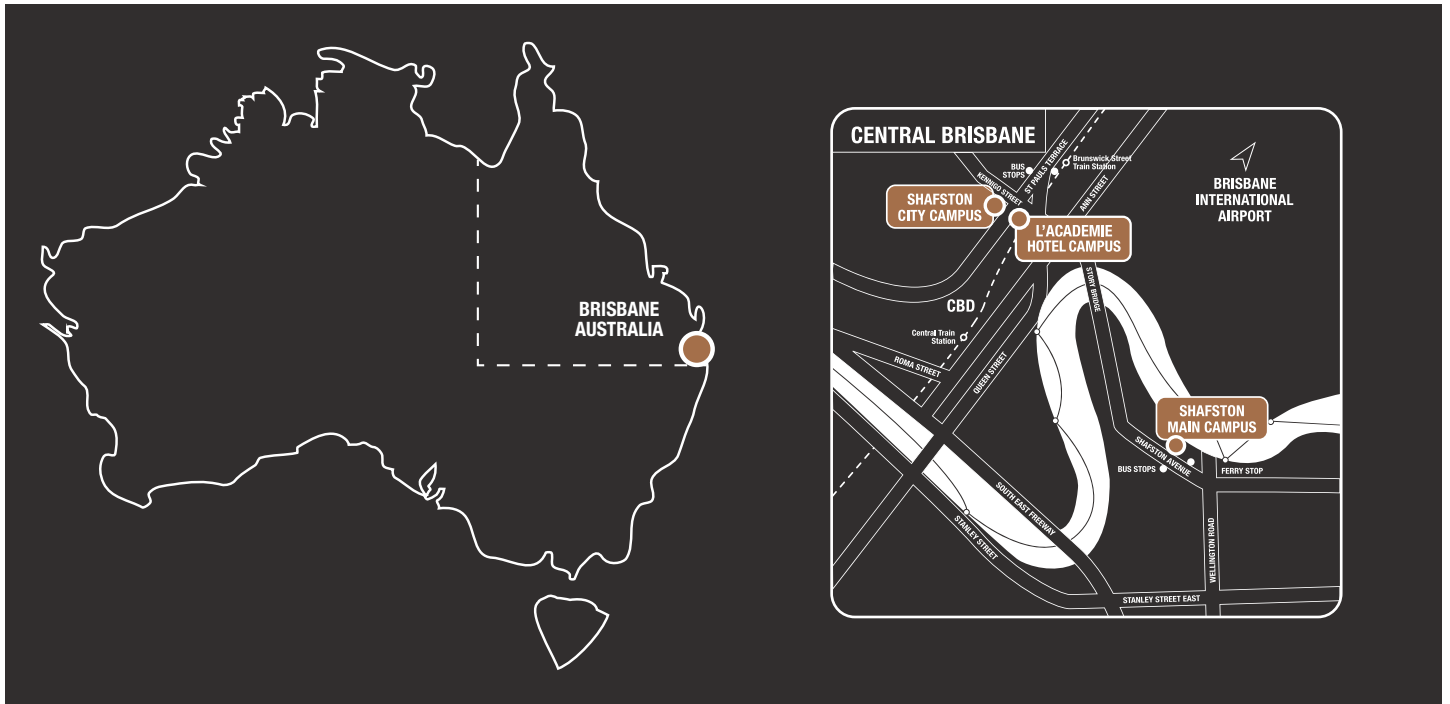 BRISBANE
AUSTRALIA
CENTRAL BRISBANE
BUS
STOPS
ST PAULS TERRACE
Brunswick Street
Train Station
KENNIGO STREET
ANN STREET
BRISBANE
INTERNATIONAL
AIRPORT
SHAFSTON
CITY CAMPUS
L'ACADEMIE
HOTEL CAMPUS
STORY BRIDGE
CBD
Central Train
Station
ROMA STREET
QUEEN STREET
SHAFSTON
MAIN CAMPUS
SHAFSTON AVENUE
BUS STOPS
FERRY STOP
SOUTH EAST FREEWAY
STANLEY STREET
WELLINGTON ROAD
STANLEY STREET EAST